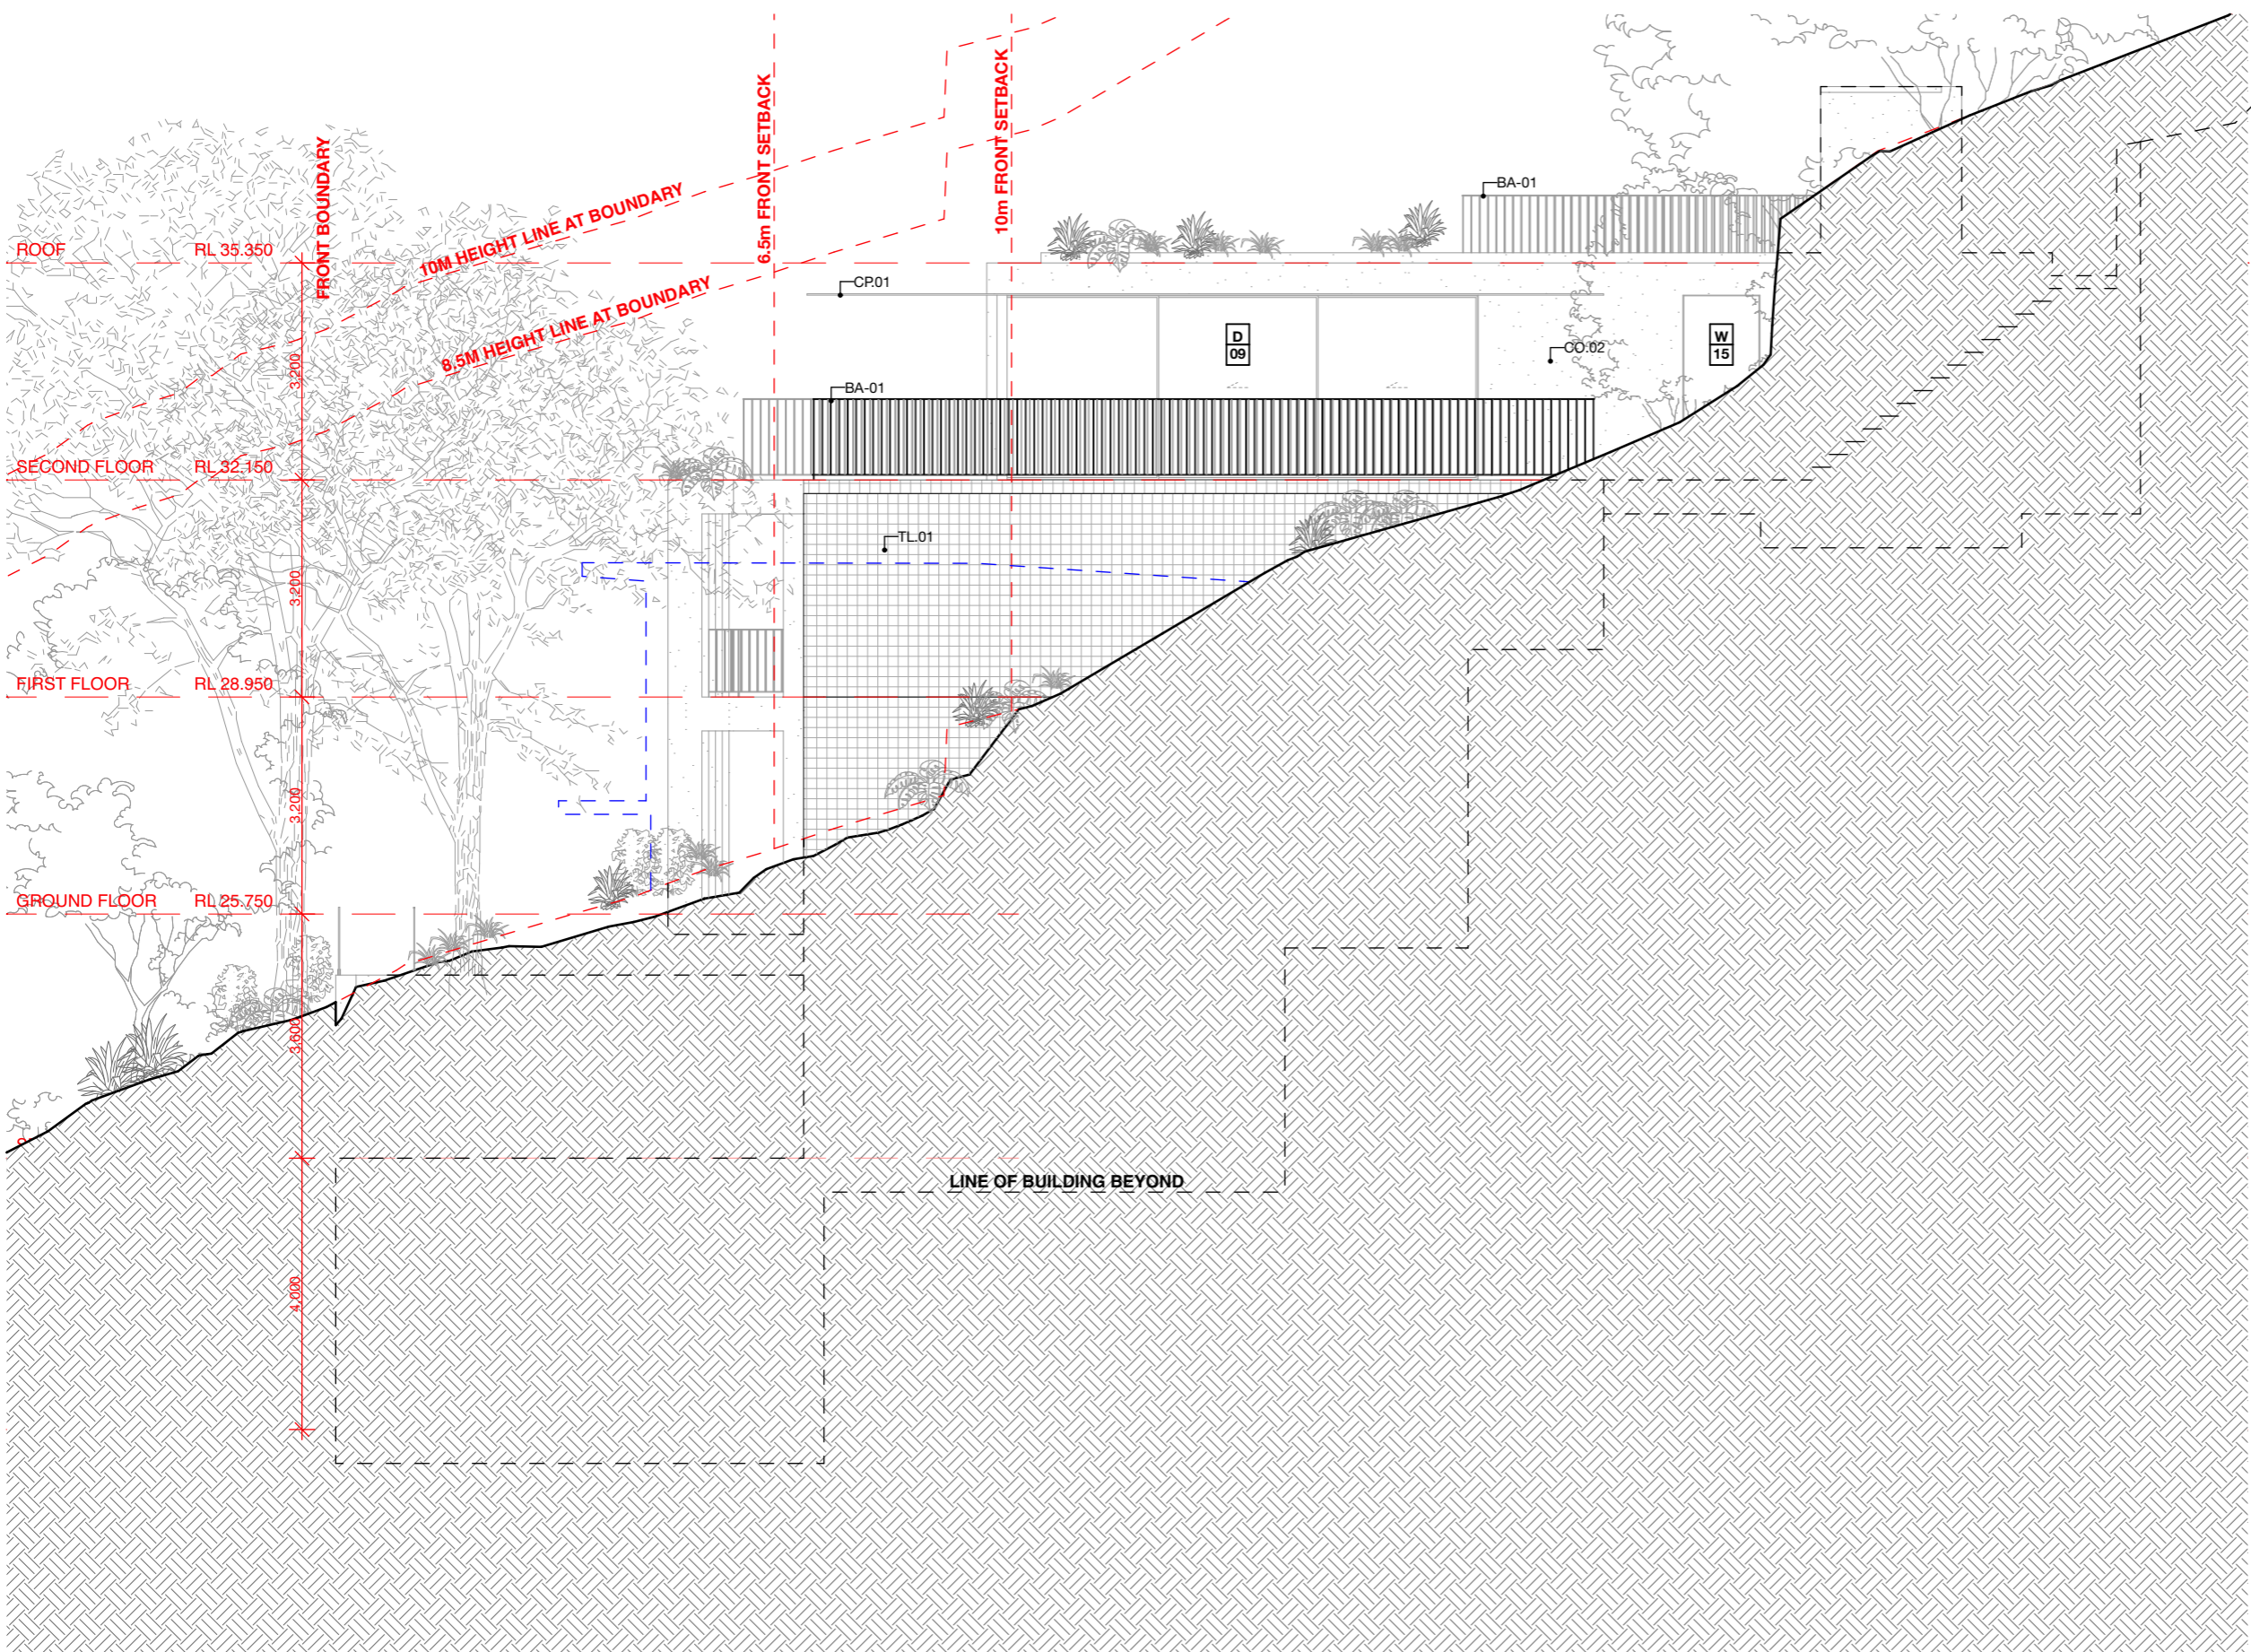 FRONT BOUNDARY
10M HEIGHT LINE AT BOUNDARY
8.5M HEIGHT LINE AT BOUNDARY
6.5m FRONT SETBACK
10m FRONT SETBACK
BA-01
ROOF RL 35.350
CP.01
D
09
CO.02
W
15
3.200
BA-01
SECOND FLOOR RL 32.150
TL.01
3.200
FIRST FLOOR RL 28.950
3.200
GROUND FLOOR RL 25.750
3.600
LINE OF BUILDING BEYOND
4.000